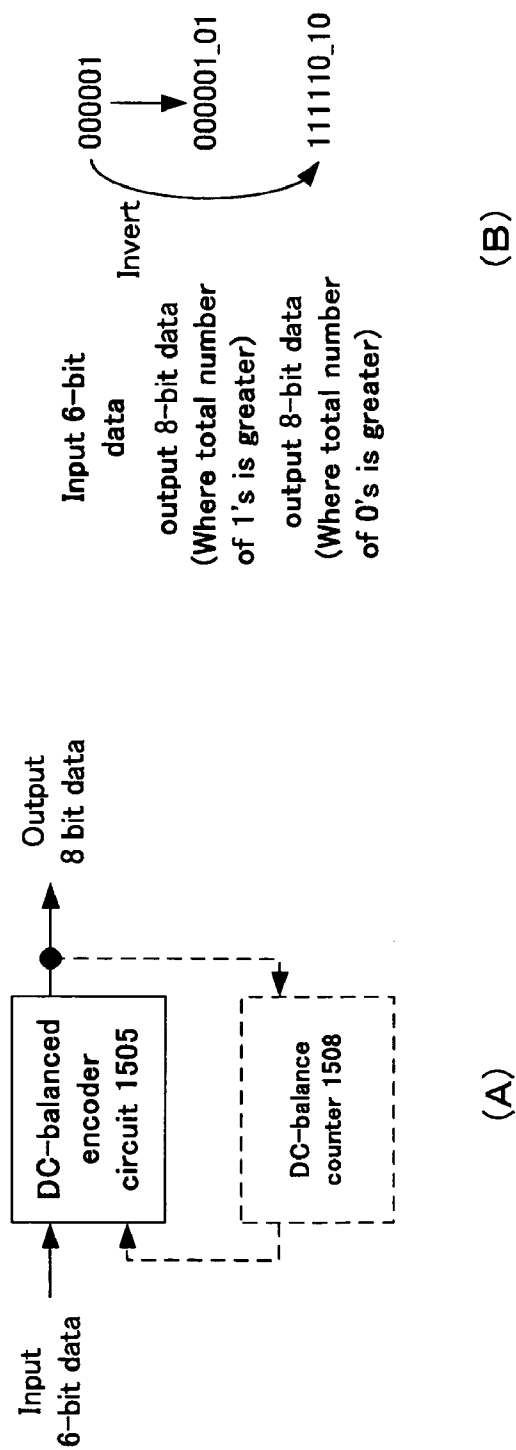 Input
6-bit data
DC-balanced
encoder
circuit 1505
Output
8 bit data
DC-balance
counter 1508
(A)
Input 6-bit
data
000001
Invert
output 8-bit data
(Where total number
of 1's is greater)
000001_01
output 8-bit data
(Where total number
of 0's is greater)
111110_10
(B)